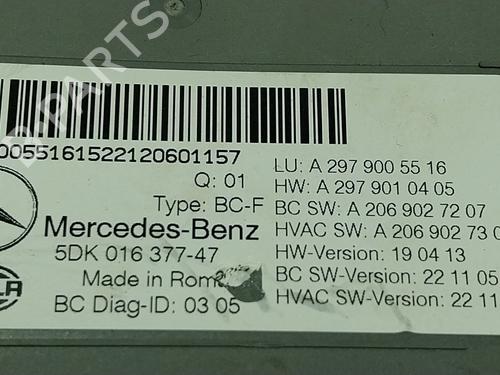 0055161522120601157
Q: 01
Type: BC-F
Mercedes-Benz
5DK 016 377-47
Made in
BC Diag-ID: 03 05
LU: A 297 900 55 16
HW: A 297 901 04 05
BC SW: A 206 902 72 07
HVAC SW: A 206 902 73 0
HW-Version: 19 04 13
BC SW-Version: 22 11 05
HVAC SW-Version: 22 11